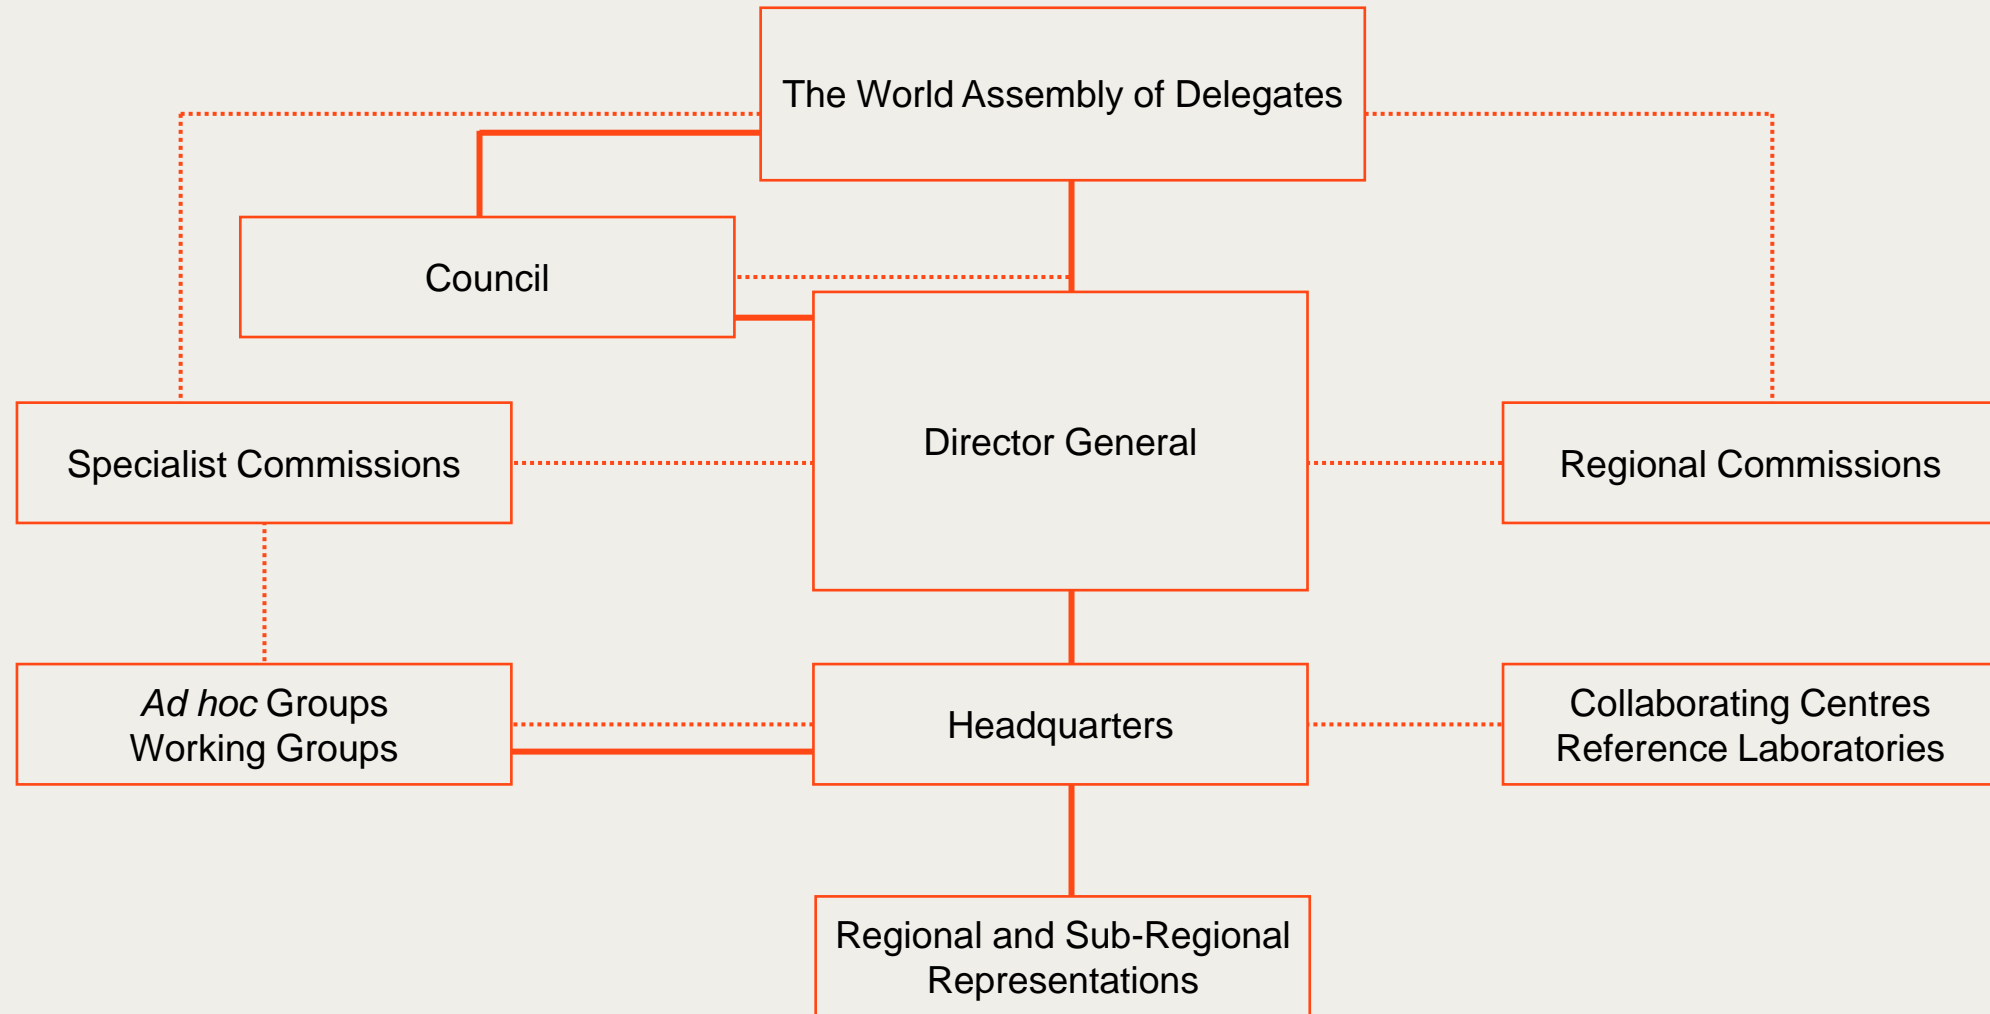 The World Assembly of Delegates
Council
Director General
Specialist Commissions
Regional Commissions
Ad hoc Groups
Working Groups
Headquarters
Collaborating Centres
Reference Laboratories
Regional and Sub-Regional
Representations